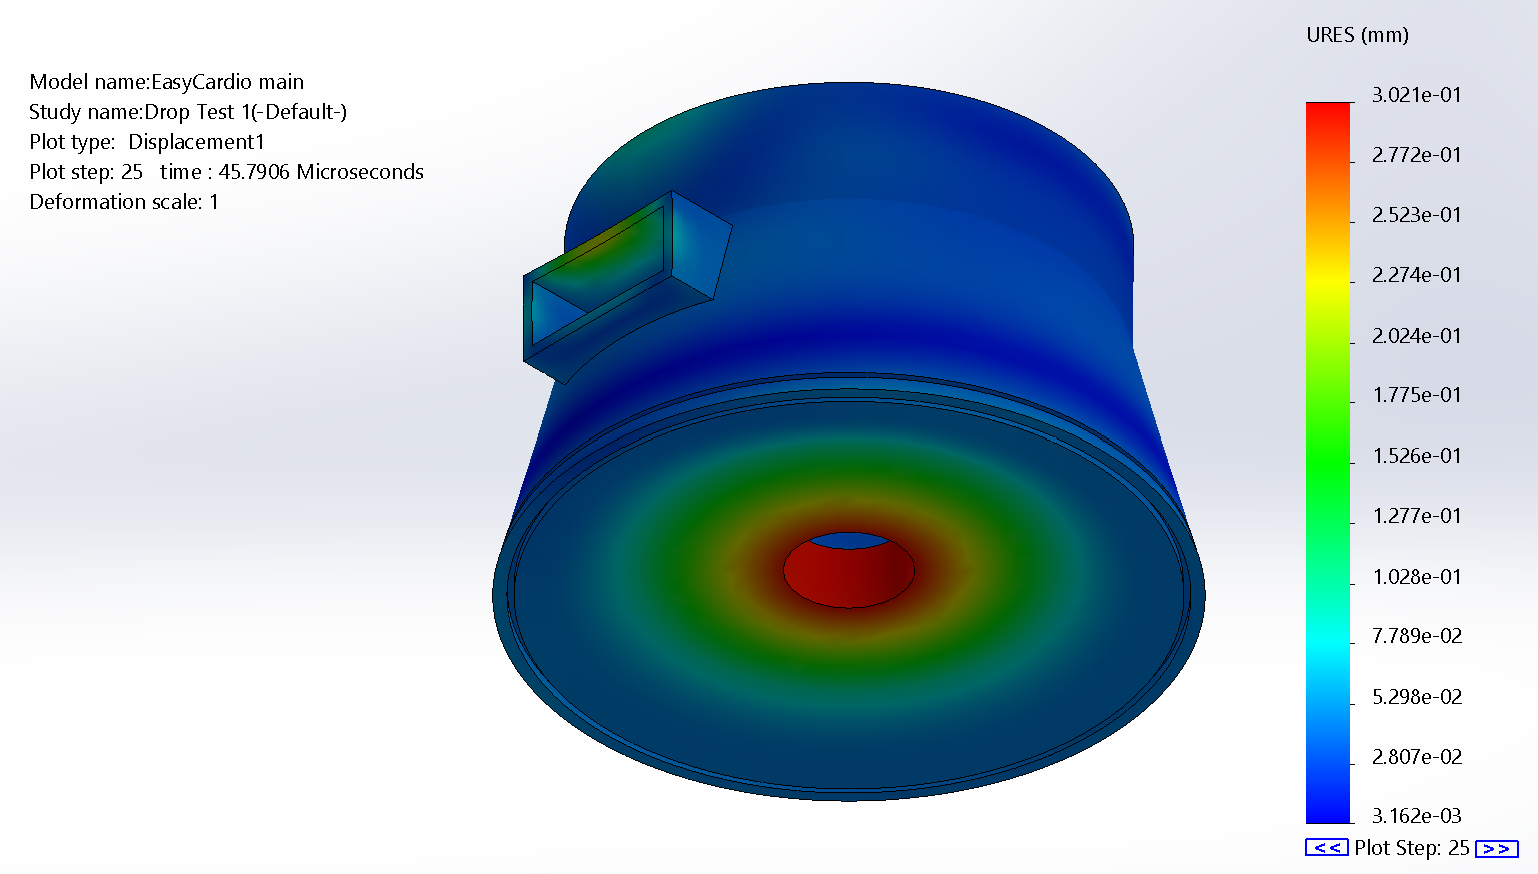 URES (mm)
Model name:EasyCardio main
Study name:Drop Test 1(-Default-)
Plot type: Displacement1
Plot step: 25 time : 45.7906 Microseconds
Deformation scale: 1
3.021e-01
2.772e-01
2.523e-01
2.274e-01
2.024e-01
1.775e-01
1.526e-01
1.277e-01
1.028e-01
7.789e-02
5.298e-02
2.807e-02
3.162e-03
<< Plot Step: 25 >>